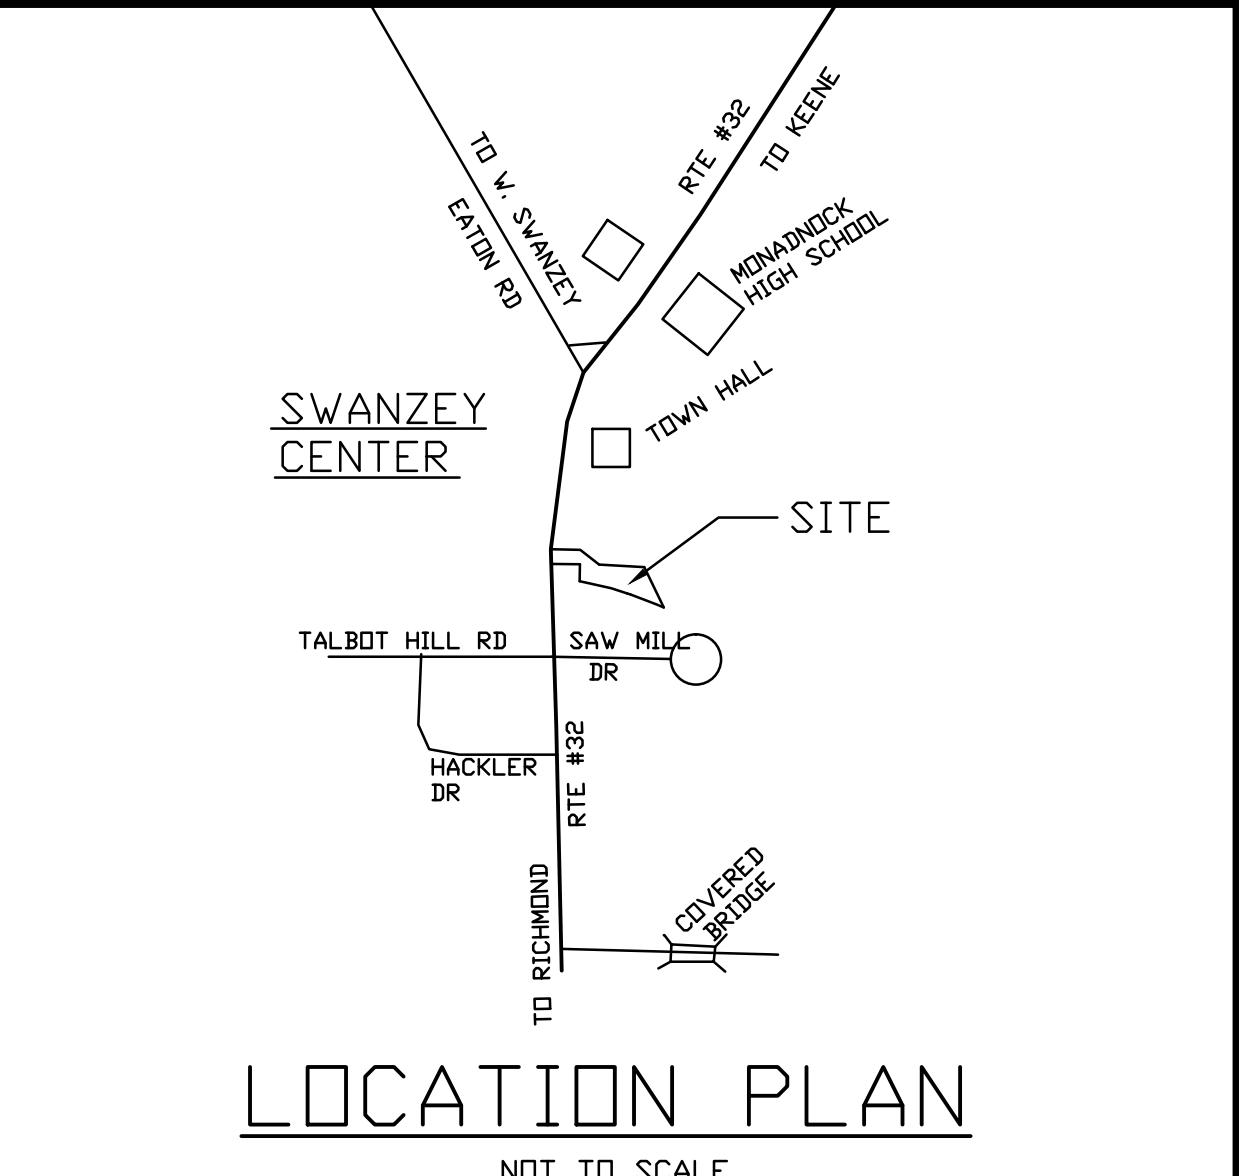 RTE #32
TO KEENE
TO W. SWANZEY
EATON RD
MONADNOCK
HIGH SCHOOL
TOWN HALL
SWANZEY
CENTER
SITE
TALBOT HILL RD
SAW MILL
DR
HACKLER
DR
RTE #32
TO RICHMOND
COVERED
BRIDGE
LOCATION PLAN
NOT TO SCALE